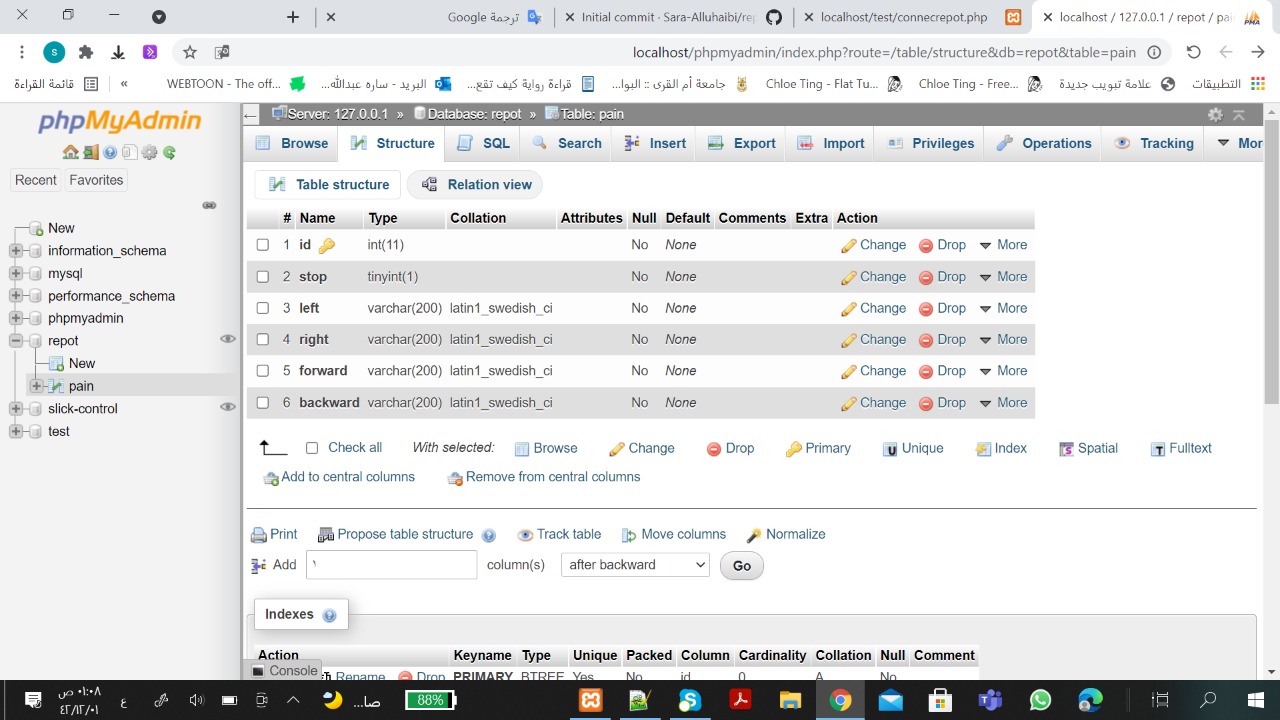 localhost / 127.0.0.1 / repot / pai
localhost/test/connecrepot.php
Initial commit · Sara-Alluhaibi/rep
ترجمة Google
localhost/phpmyadmin/index.php?route=/table/structure&db=repot&table=pain
s
التطبيقات
علامة تبويب جديدة
Chloe Ting - Free...
Chloe Ting - Flat Tu...
جامعة أم القرى :: البوا...
قراءة رواية كيف تقع...
البريد - ساره عبدالله...
WEBTOON - The off...
»
قائمة القراءة
phpMyAdmin
Recent
Favorites
New
information_schema
mysql
performance_schema
phpmyadmin
repot
New
pain
slick-control
test
Server: 127.0.0.1 » Database: repot » Table: pain
Browse Structure SQL Search Insert Export Import Privileges Operations Tracking Mor
Table structure Relation view
# Name Type Collation Attributes Null Default Comments Extra Action
1 id int(11) No None Change Drop More
2 stop tinyint(1) No None Change Drop More
3 left varchar(200) latin1_swedish_ci No None Change Drop More
4 right varchar(200) latin1_swedish_ci No None Change Drop More
5 forward varchar(200) latin1_swedish_ci No None Change Drop More
6 backward varchar(200) latin1_swedish_ci No None Change Drop More
Check all With selected: Browse Change Drop Primary Unique Index Spatial Fulltext
Add to central columns Remove from central columns
Print Propose table structure Track table Move columns Normalize
Add ١ column(s) after backward Go
Indexes
Action Keyname Type Unique Packed Column Cardinality Collation Null Comment
Rename Drop PRIMARY BTREE Yes No id 0 A No
Console
٠١:٠٨ ص
٤٢/١٢/٠١
ع
صا...
88%